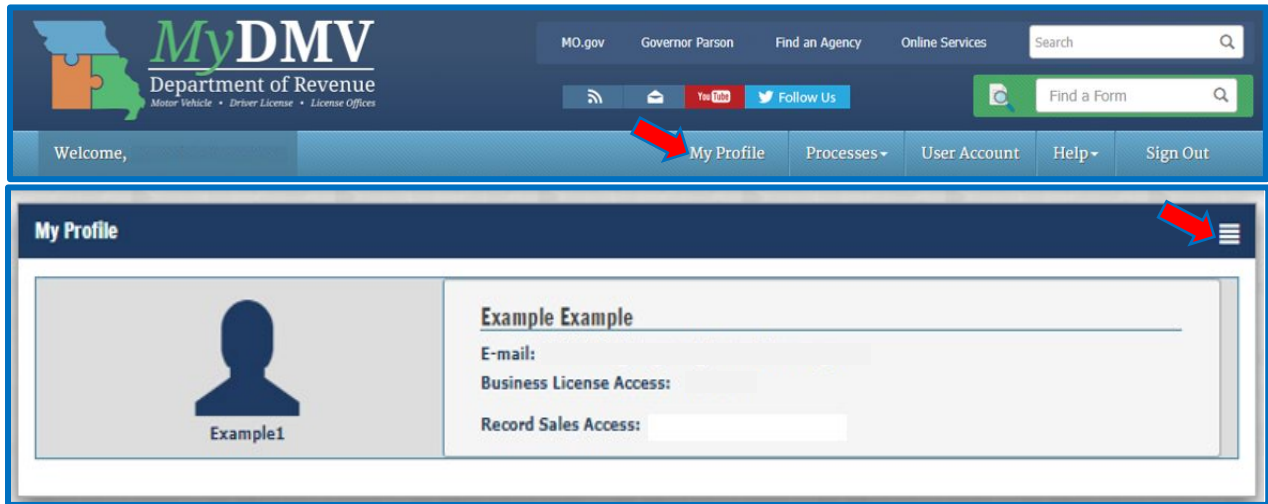 MyDMV
Department of Revenue
Motor Vehicle • Driver License • License Offices
MO.gov Governor Parson Find an Agency Online Services Search
You Tube Follow Us Find a Form
Welcome, My Profile Processes User Account Help Sign Out
My Profile
Example Example
E-mail:
Business License Access:
Record Sales Access:
Example1